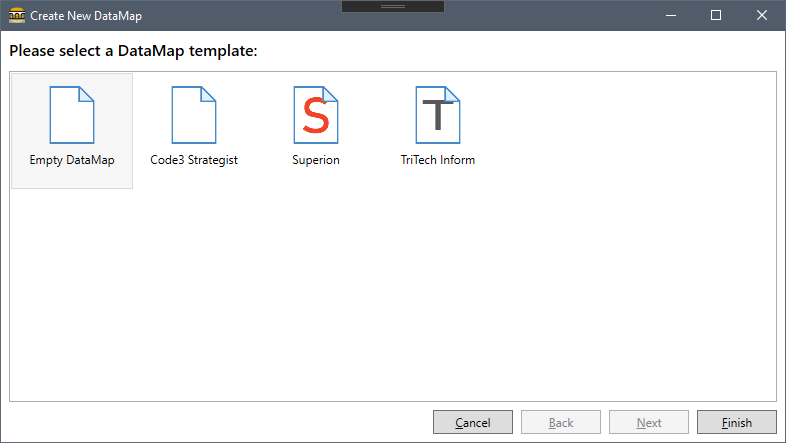 Create New DataMap
Please select a DataMap template:
S
T
Empty DataMap
Code3 Strategist
Superion
TriTech Inform
Cancel
Back
Next
Finish